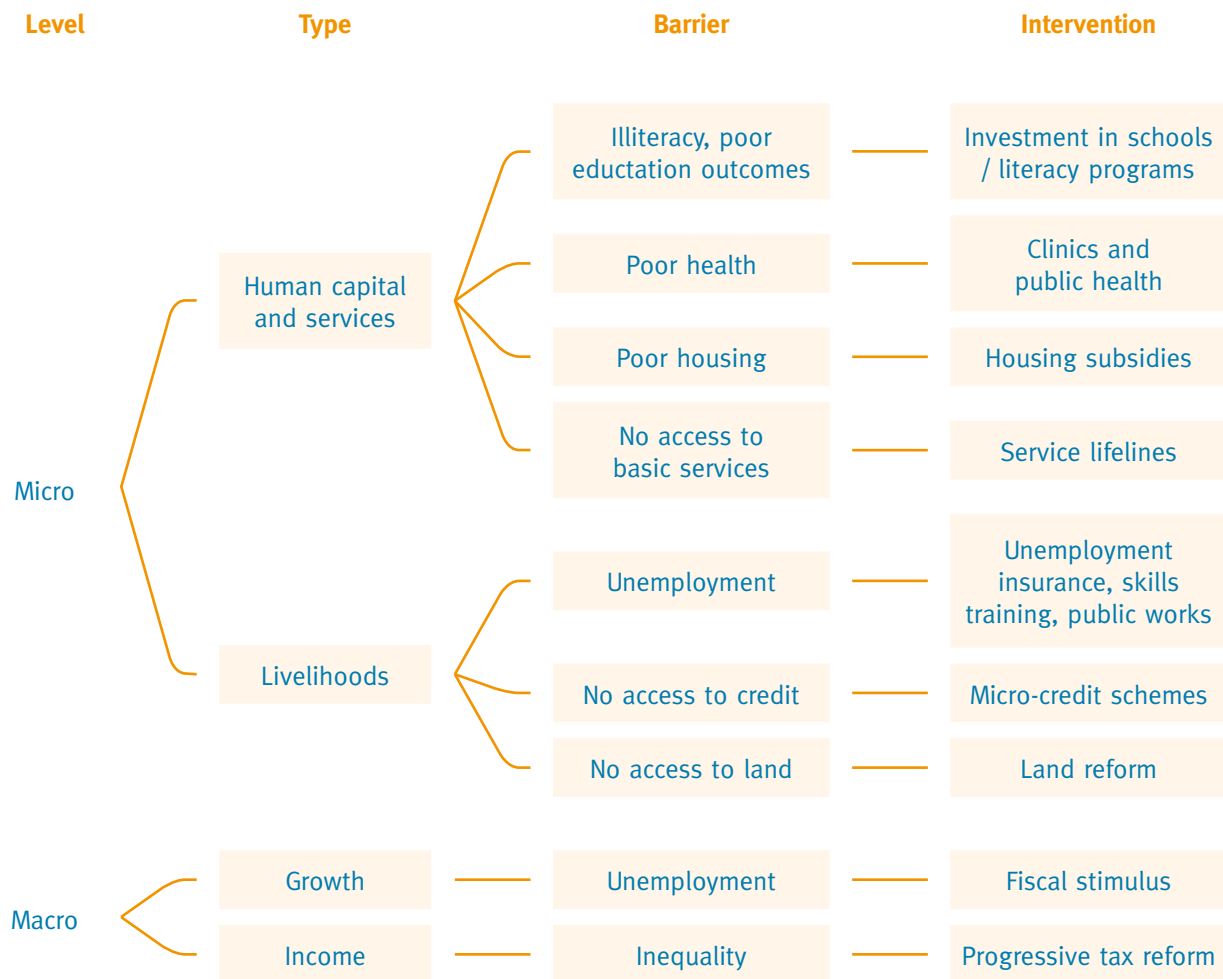 Level Type Barrier Intervention
Illiteracy, poor
eductation outcomes
Investment in schools
/ literacy programs
Human capital
and services
Poor health
Clinics and
public health
Poor housing
Housing subsidies
No access to
basic services
Service lifelines
Micro
Livelihoods
Unemployment
Unemployment
insurance, skills
training, public works
No access to credit
Micro-credit schemes
No access to land
Land reform
Macro
Growth
Unemployment
Fiscal stimulus
Income
Inequality
Progressive tax reform